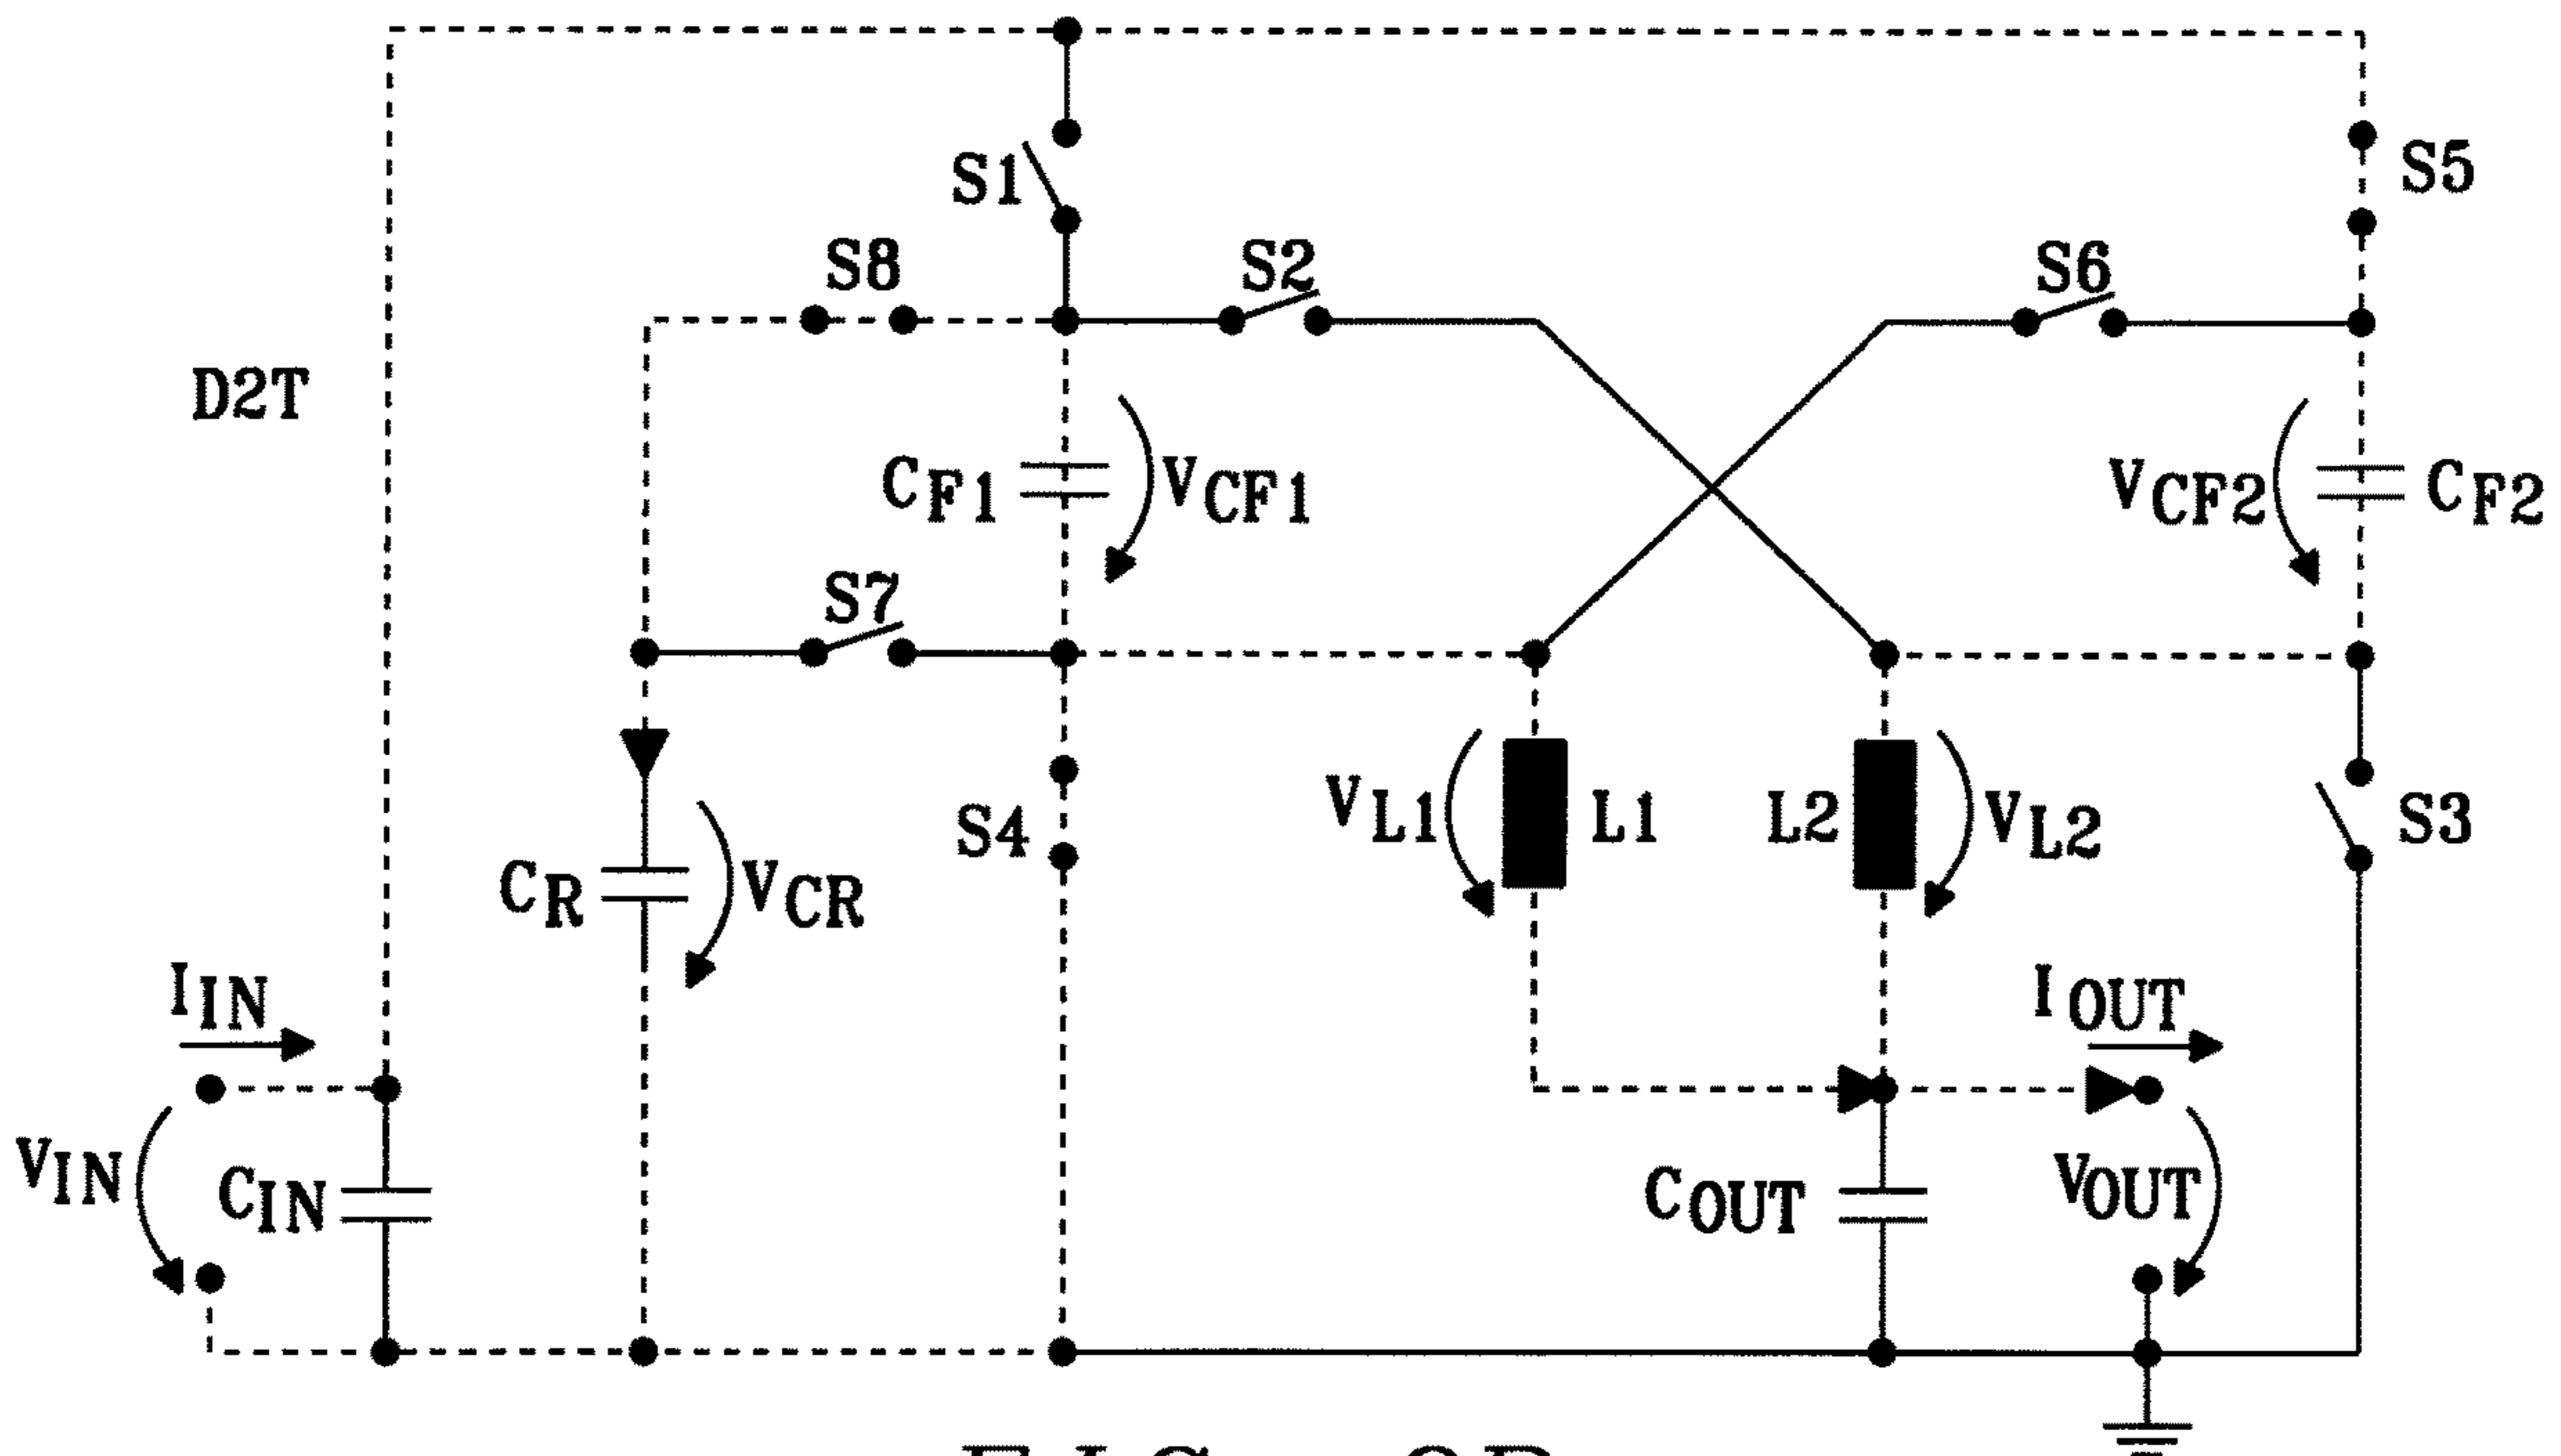 S1
S5
S8
S2
S6
D2T
CF1
VCF1
VCF2
CF2
S7
S4
VL1
L1
L2
VL2
S3
CR
VCR
IIN
IOUT
VIN
CIN
COUT
VOUT